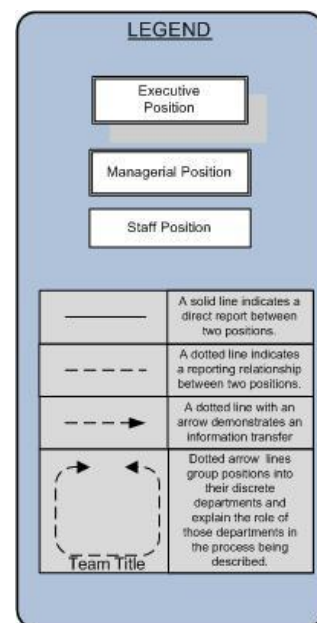 LEGEND
Executive
Position
Managerial Position
Staff Position
A solid line indicates a
direct report between
two positions.
A dotted line indicates
a reporting relationship
between two positions.
A dotted line with an
arrow demonstrates an
information transfer
Team Title
Dotted arrow lines
group positions into
their discrete
departments and
explain the role of
those departments in
the process being
described.